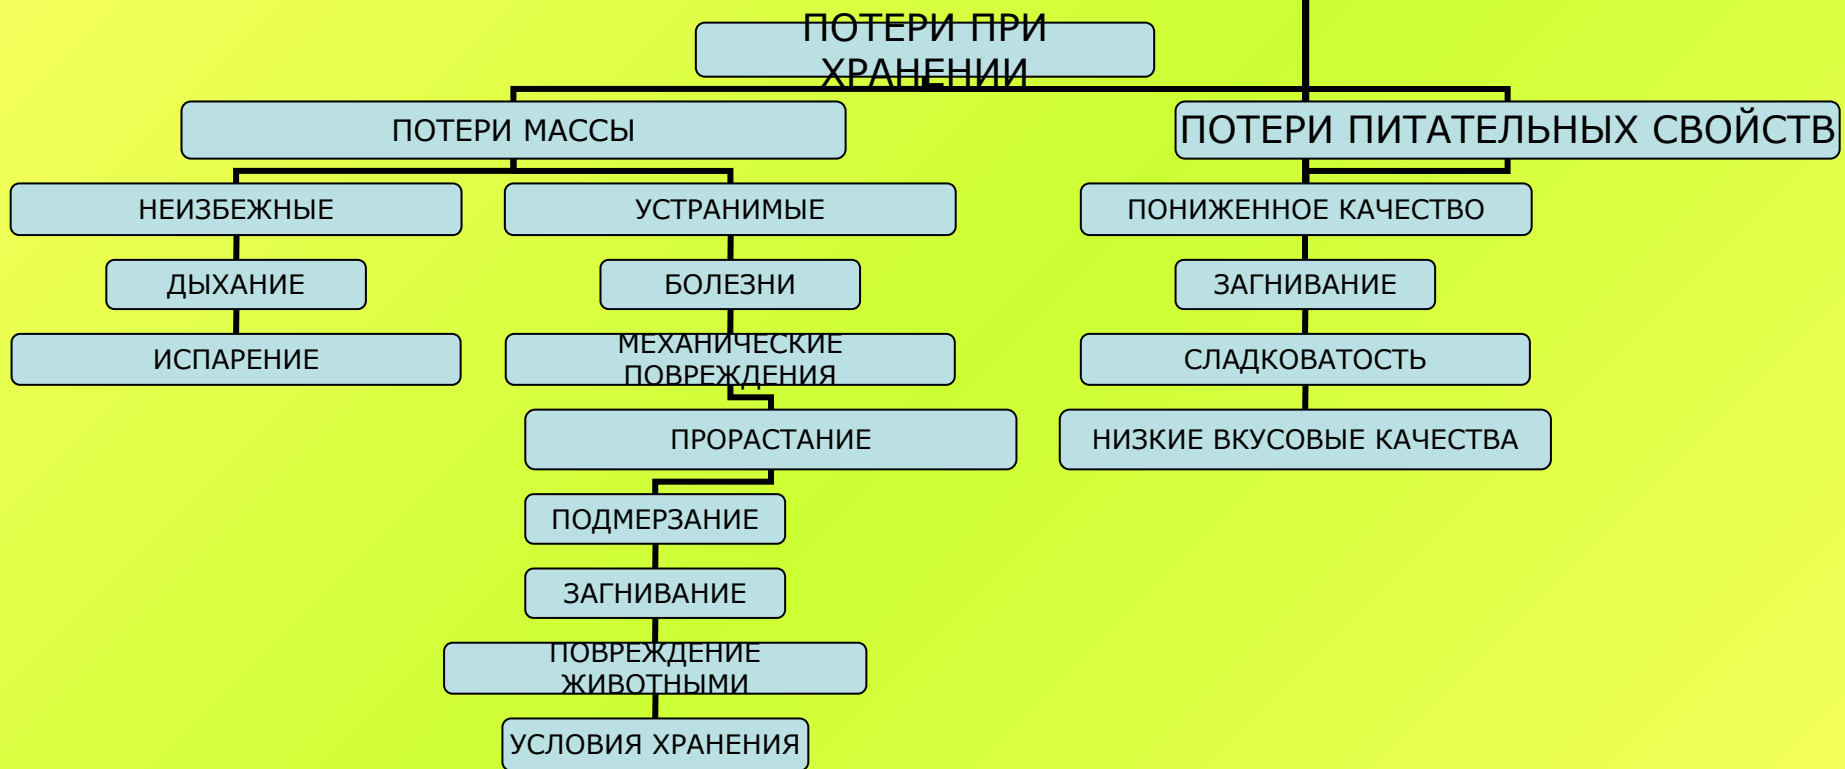 ПОТЕРИ ПРИ
ХРАНЕНИИ
ПОТЕРИ МАССЫ
ПОТЕРИ ПИТАТЕЛЬНЫХ СВОЙСТВ
НЕИЗБЕЖНЫЕ
УСТРАНИМЫЕ
ПОНИЖЕННОЕ КАЧЕСТВО
ДЫХАНИЕ
БОЛЕЗНИ
ЗАГНИВАНИЕ
ИСПАРЕНИЕ
МЕХАНИЧЕСКИЕ
ПОВРЕЖДЕНИЯ
СЛАДКОВАТОСТЬ
ПРОРАСТАНИЕ
НИЗКИЕ ВКУСОВЫЕ КАЧЕСТВА
ПОДМЕРЗАНИЕ
ЗАГНИВАНИЕ
ПОВРЕЖДЕНИЕ
ЖИВОТНЫМИ
УСЛОВИЯ ХРАНЕНИЯ